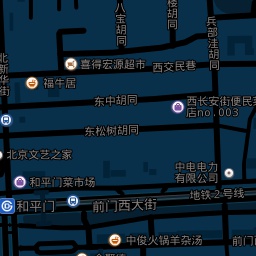 八宝
胡同
楼胡同
兵部洼胡同
北新华街
喜得宏源超市
西交民巷
福牛居
东中胡同
西长安街便民菜
店no.003
东松树胡同
北京文艺之家
中电电力
有限公司
和平门菜市场
地铁2号线
和平门
前门西大街
中俊火锅羊杂汤
前门